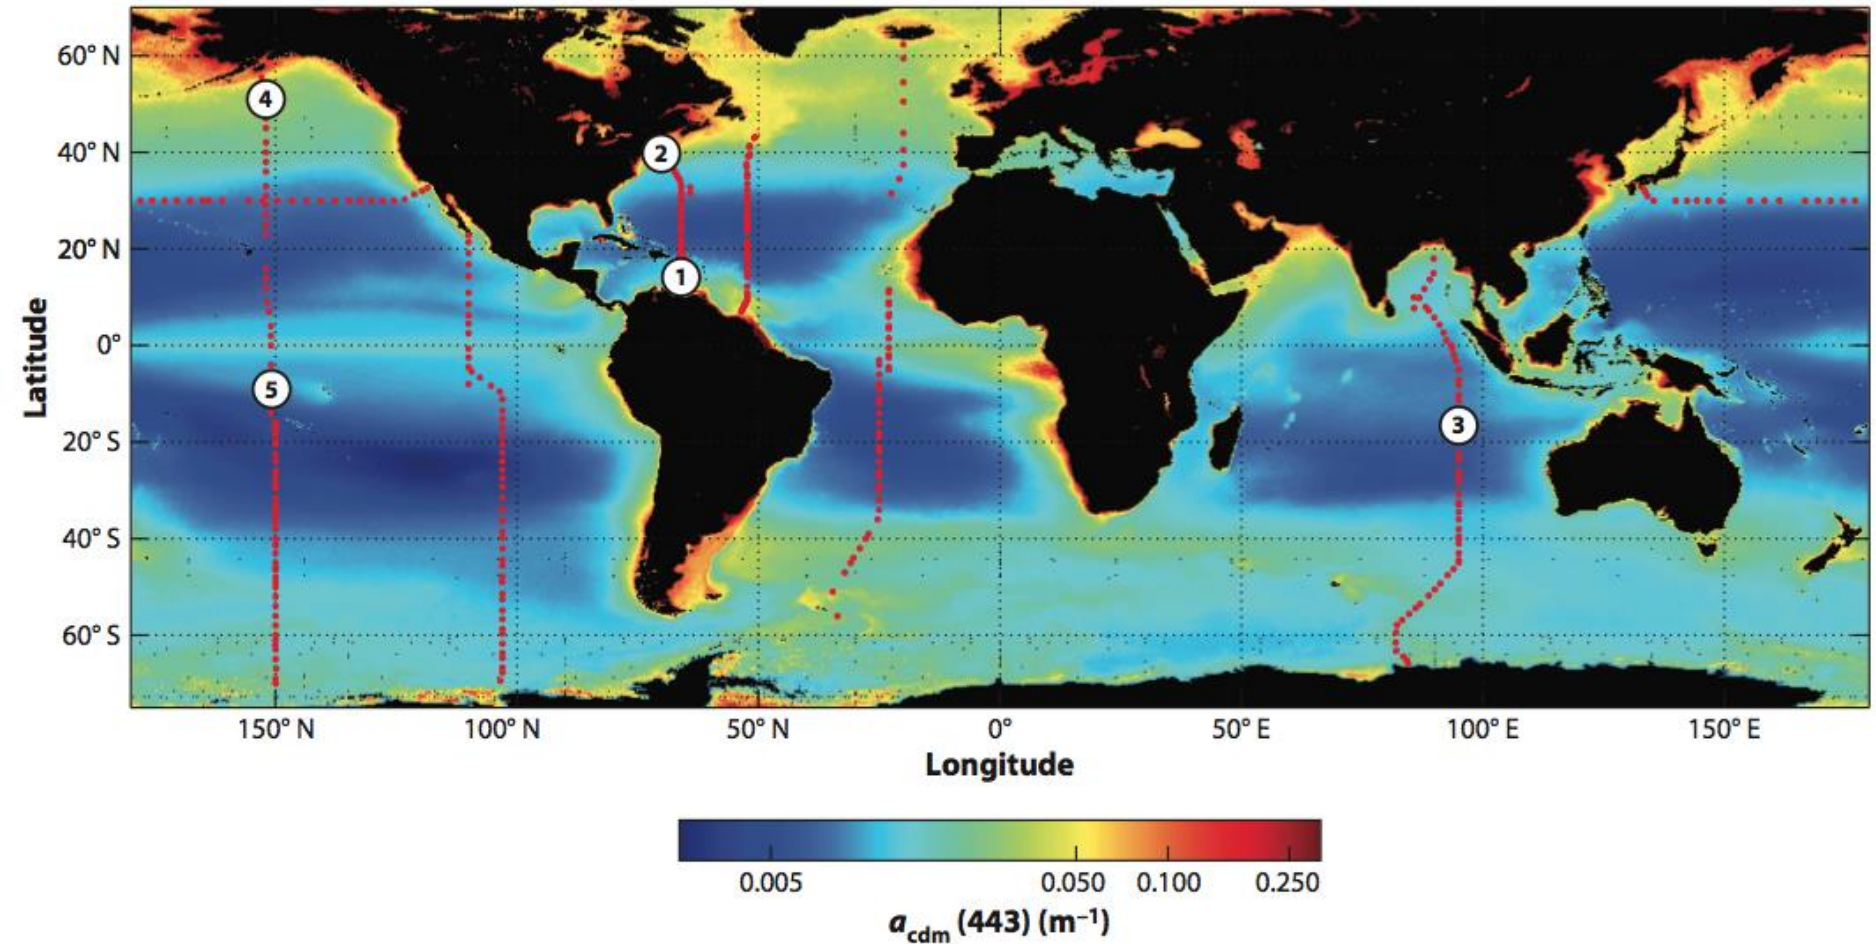 60° N
40° N
20° N
0°
20° S
40° S
60° S
Latitude
4
2
1
5
3
150° N
100° N
50° N
0°
50° E
100° E
150° E
Longitude
0.005
0.050
0.100
0.250
acdm (443) (m–1)